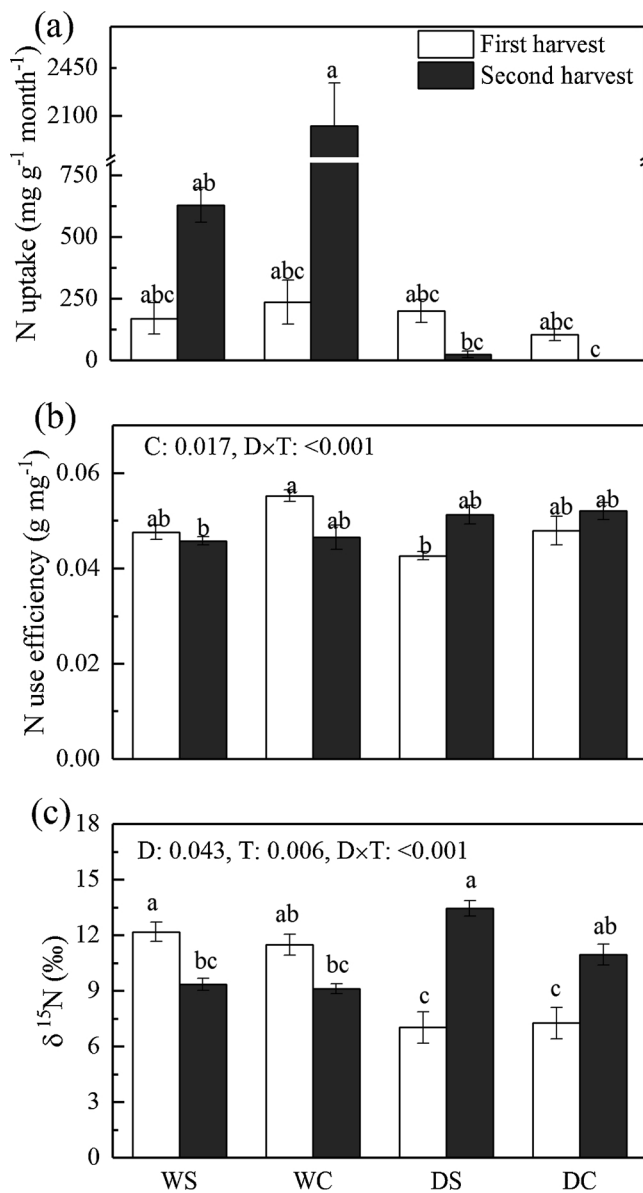 (a)
First harvest
Second harvest
N uptake (mg g⁻¹ month⁻¹)
2450
2100
750
500
250
0
abc
ab
abc
a
abc
bc
abc
c
(b)
C: 0.017, D×T: <0.001
N use efficiency (g mg⁻¹)
0.06
0.04
0.02
0.00
ab
b
a
ab
b
ab
ab
ab
(c)
D: 0.043, T: 0.006, D×T: <0.001
δ ¹⁵N (‰)
18
15
12
9
6
3
0
a
bc
ab
bc
c
a
c
ab
WS WC DS DC